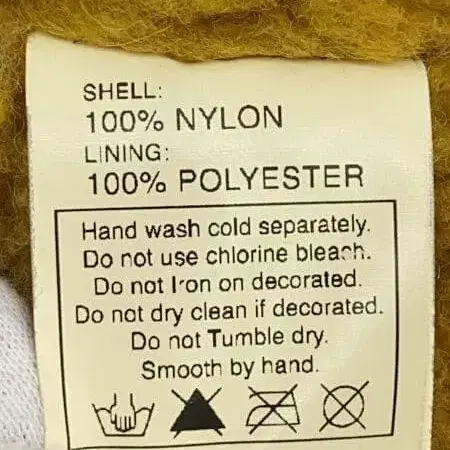 SHELL:
100% NYLON
LINING:
100% POLYESTER
Hand wash cold separately.
Do not use chlorine bleach.
Do not Iron on decorated.
Do not dry clean if decorated.
Do not Tumble dry.
Smooth by hand.